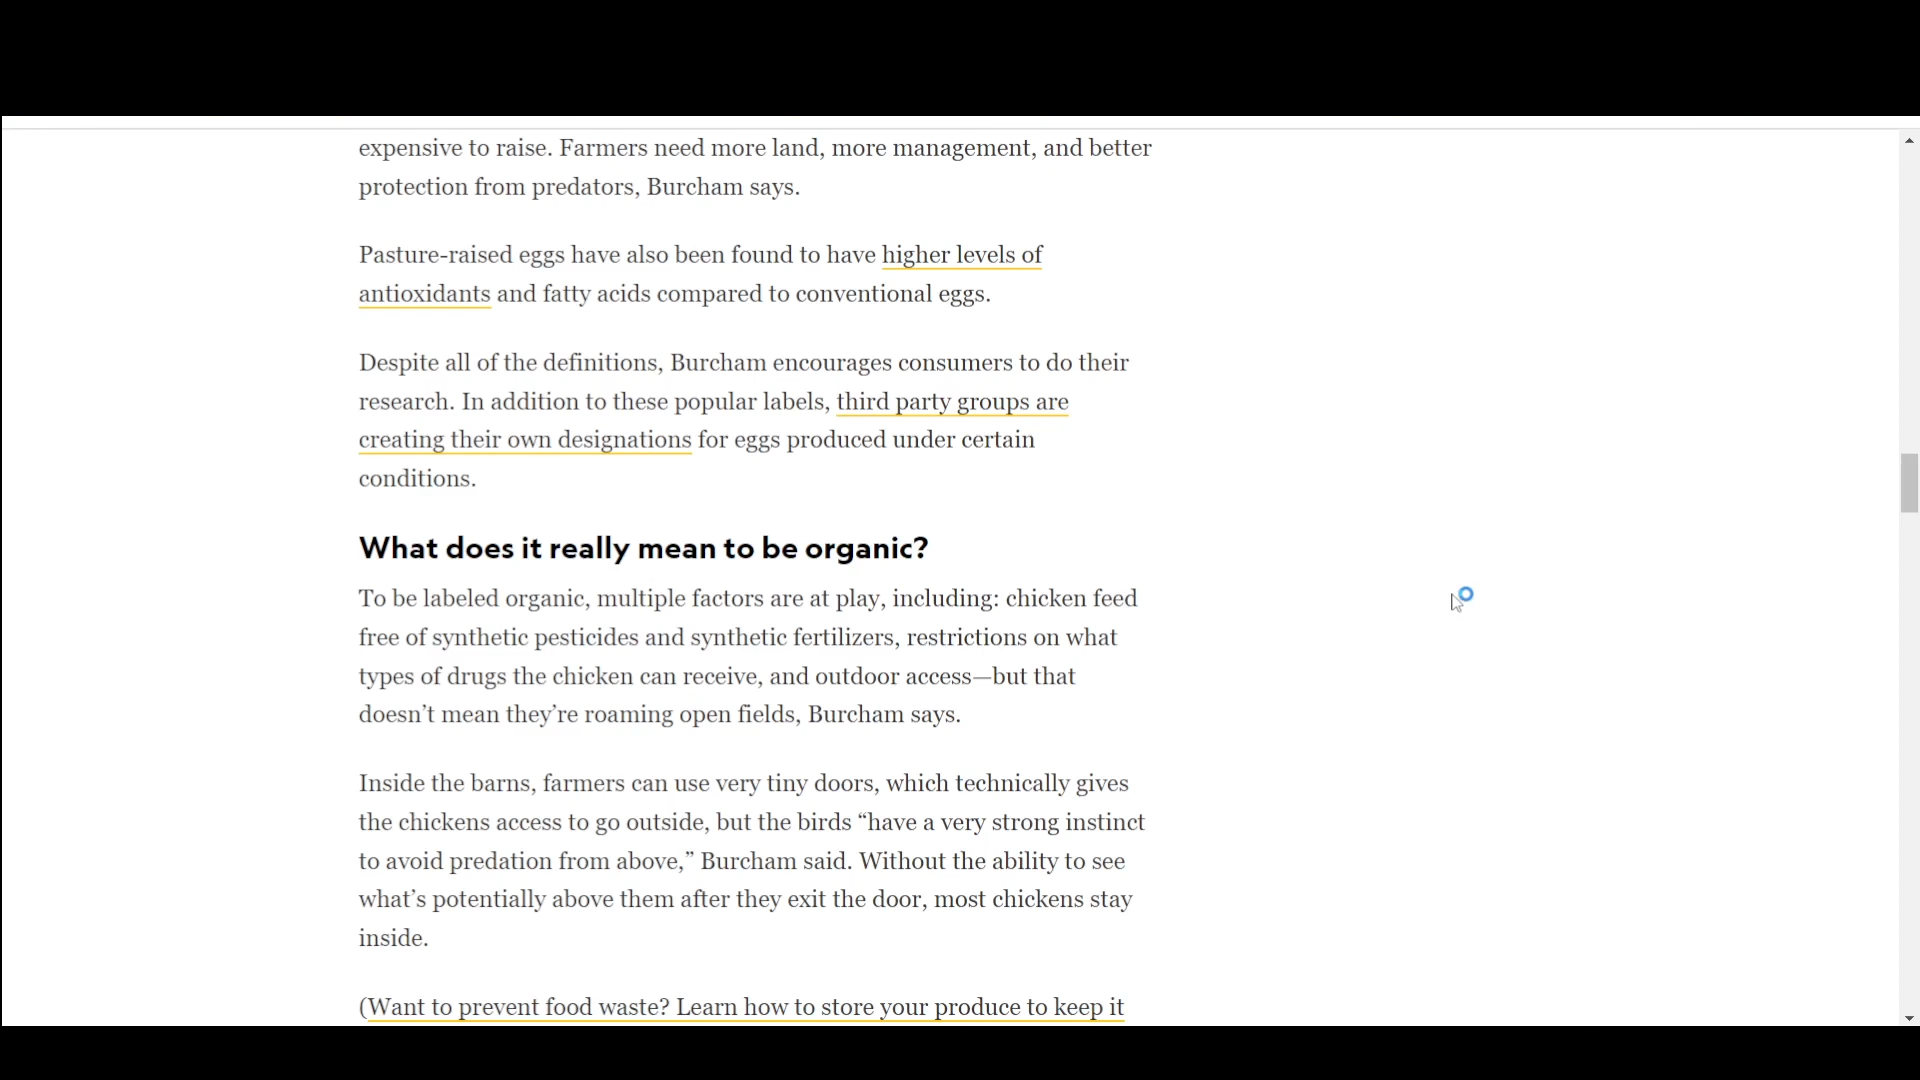 expensive to raise. Farmers need more land, more management, and better
protection from predators, Burcham says.
Pasture-raised eggs have also been found to have higher levels of
antioxidants and fatty acids compared to conventional eggs.
Despite all of the definitions, Burcham encourages consumers to do their
research. In addition to these popular labels, third party groups are
creating their own designations for eggs produced under certain
conditions.
What does it really mean to be organic?
To be labeled organic, multiple factors are at play, including: chicken feed
free of synthetic pesticides and synthetic fertilizers, restrictions on what
types of drugs the chicken can receive, and outdoor access—but that
doesn’t mean they’re roaming open fields, Burcham says.
Inside the barns, farmers can use very tiny doors, which technically gives
the chickens access to go outside, but the birds “have a very strong instinct
to avoid predation from above,” Burcham said. Without the ability to see
what’s potentially above them after they exit the door, most chickens stay
inside.
(Want to prevent food waste? Learn how to store your produce to keep it